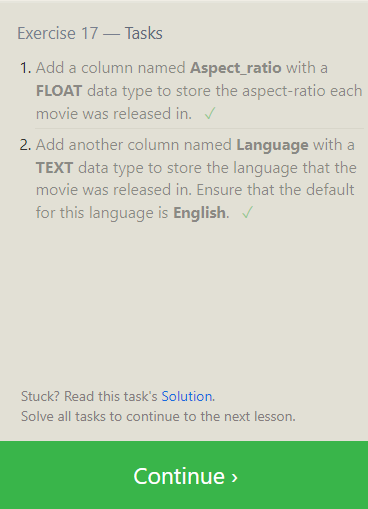 Exercise 17 — Tasks
1. Add a column named Aspect_ratio with a
FLOAT data type to store the aspect-ratio each
movie was released in. ✓
2. Add another column named Language with a
TEXT data type to store the language that the
movie was released in. Ensure that the default
for this language is English. ✓
Stuck? Read this task's Solution.
Solve all tasks to continue to the next lesson.
Continue ›